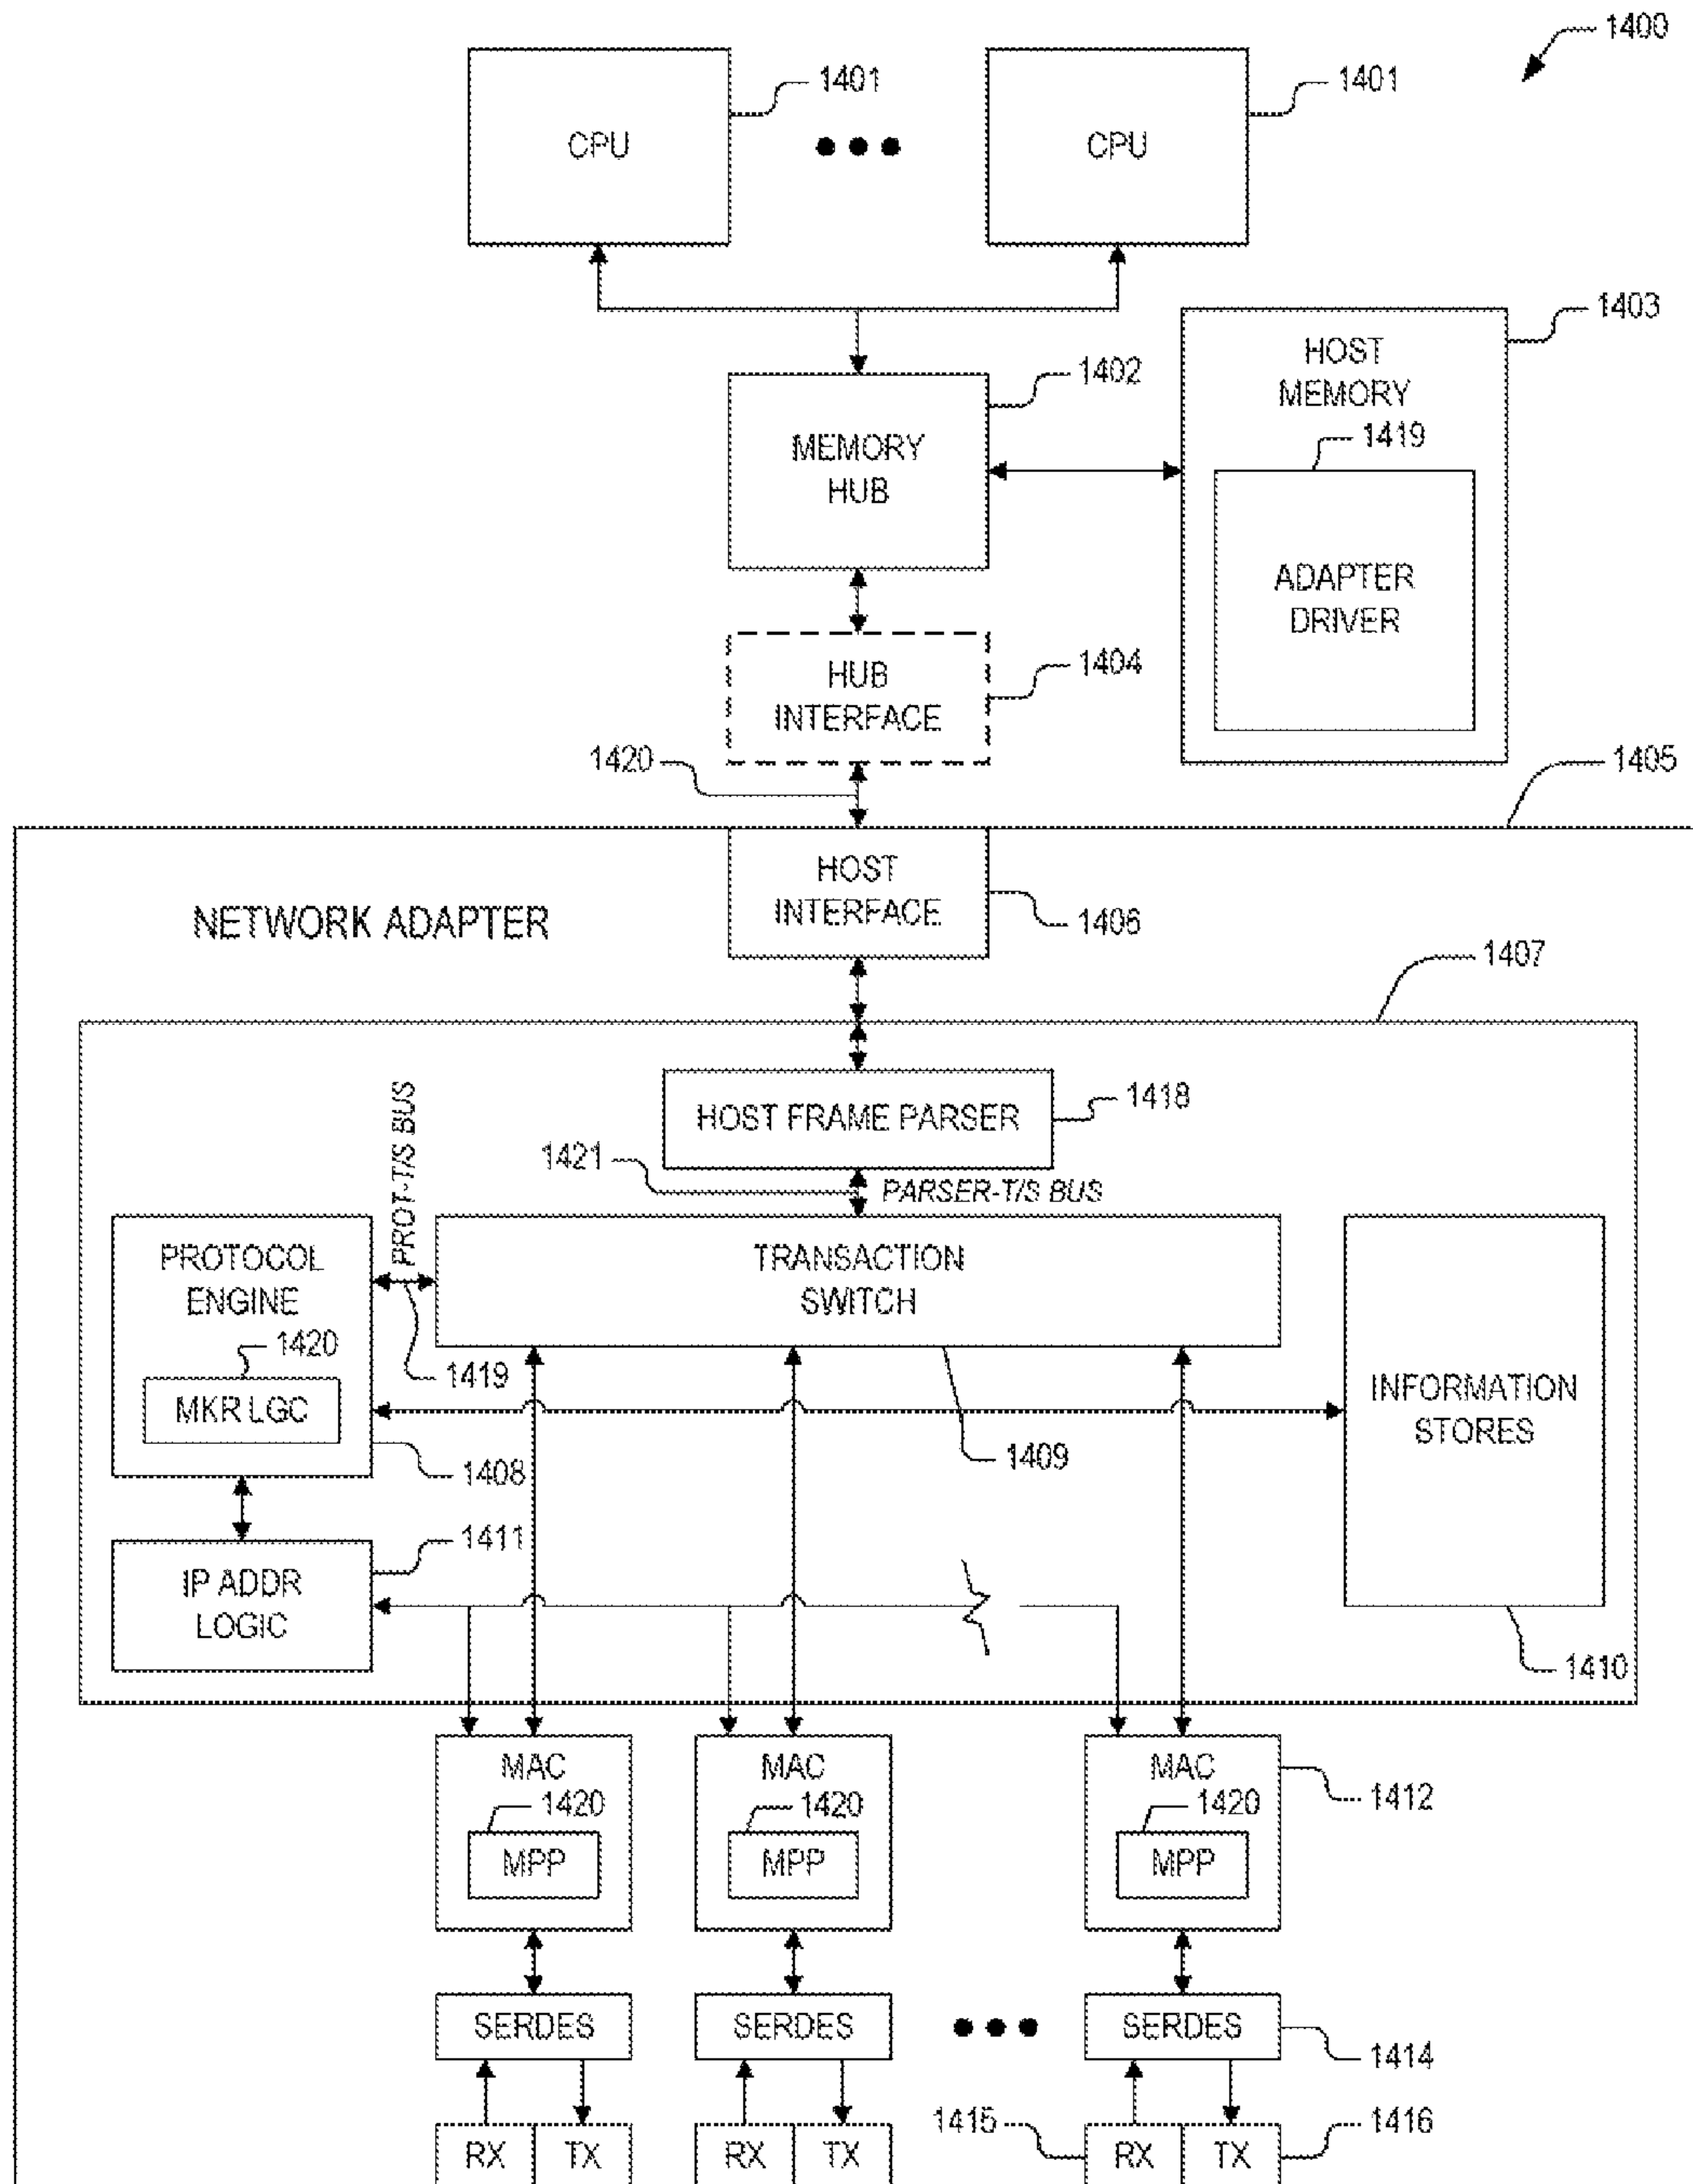 1400
1401
1401
CPU
CPU
1403
HOST
MEMORY
1402
1419
MEMORY
HUB
ADAPTER
DRIVER
HUB
INTERFACE
1404
1420
1405
HOST
INTERFACE
1406
NETWORK ADAPTER
1407
HOST FRAME PARSER
1418
1421
PARSER-T/S BUS
PROT-T/S BUS
PROTOCOL
ENGINE
TRANSACTION
SWITCH
1420
MKR LGC
1419
INFORMATION
STORES
1409
1408
1411
IP ADDR
LOGIC
1410
MAC
MAC
MAC
1412
1420
1420
1420
MPP
MPP
MPP
SERDES
SERDES
SERDES
1414
1415
1416
RX
TX
RX
TX
RX
TX